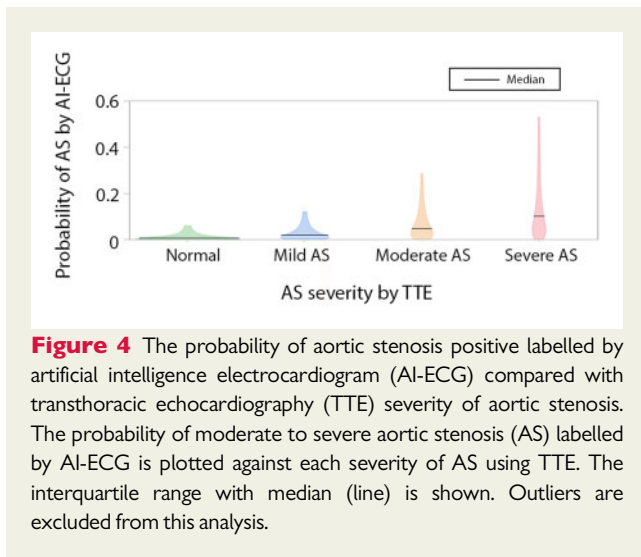 Median
Probability of AS by AI-ECG
0.6
0.4
0.2
0
Normal Mild AS Moderate AS Severe AS
AS severity by TTE
Figure 4 The probability of aortic stenosis positive labelled by
artificial intelligence electrocardiogram (AI-ECG) compared with
transthoracic echocardiography (TTE) severity of aortic stenosis.
The probability of moderate to severe aortic stenosis (AS) labelled
by AI-ECG is plotted against each severity of AS using TTE. The
interquartile range with median (line) is shown. Outliers are
excluded from this analysis.